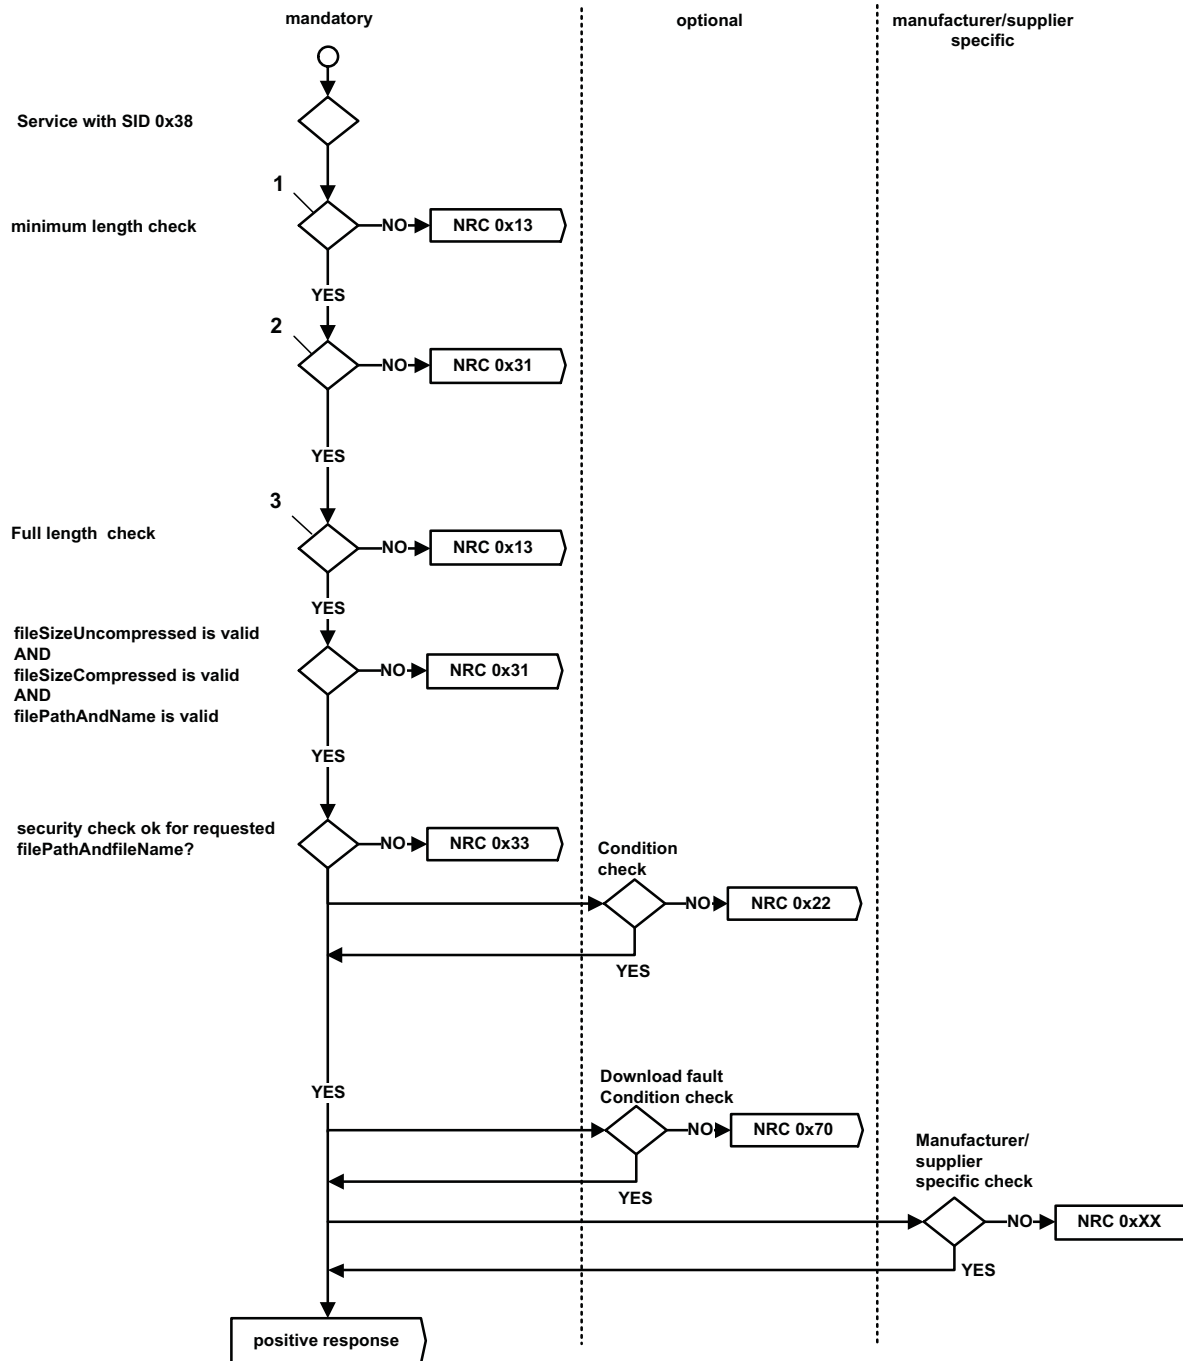 mandatory
optional
manufacturer/supplier
specific
Service with SID 0x38
1
minimum length check
NO
NRC 0x13
YES
2
NO
NRC 0x31
YES
3
Full length check
NO
NRC 0x13
YES
fileSizeUncompressed is valid
AND
fileSizeCompressed is valid
AND
filePathAndName is valid
NO
NRC 0x31
YES
security check ok for requested
filePathAndfileName?
NO
NRC 0x33
Condition
check
NO
NRC 0x22
YES
YES
Download fault
Condition check
NO
NRC 0x70
YES
Manufacturer/
supplier
specific check
NO
NRC 0xXX
YES
positive response